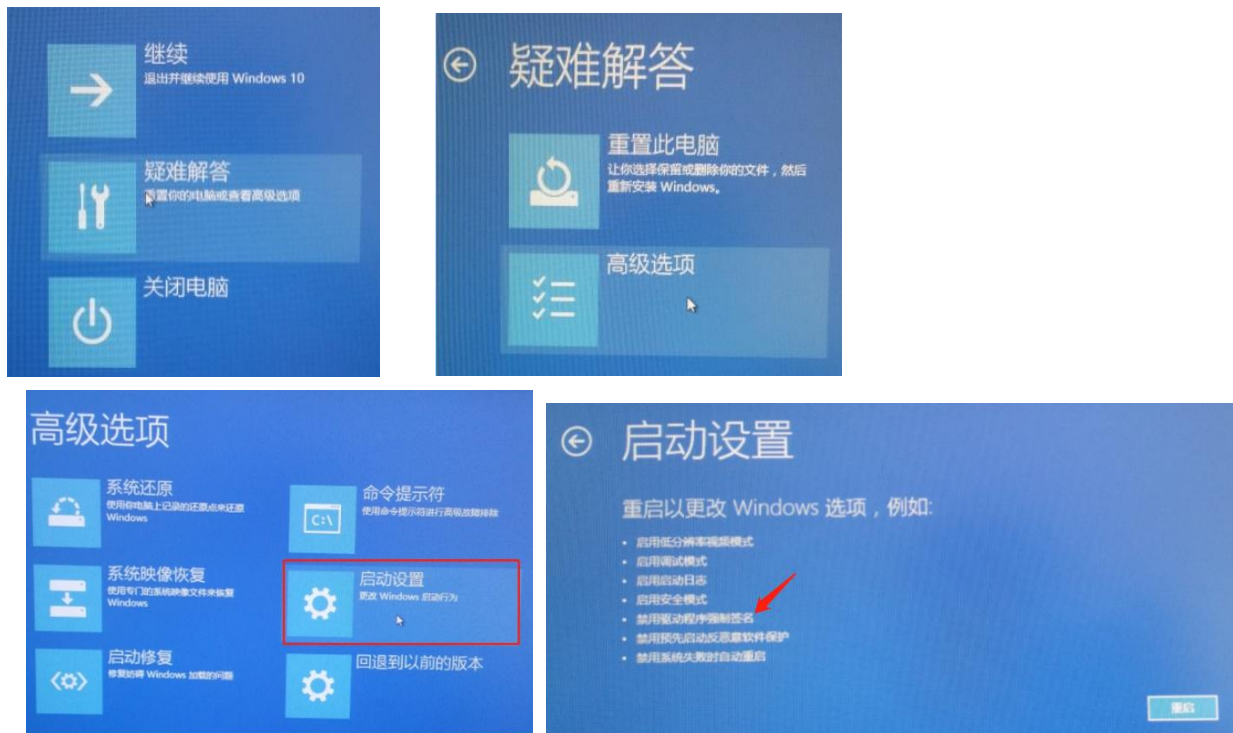 继续
退出并继续使用 Windows 10
疑难解答
重置你的电脑或查看高级选项
关闭电脑
疑难解答
重置此电脑
让你选择保留或删除你的文件，然后
重新安装 Windows。
高级选项
高级选项
系统还原
使用你电脑上记录的还原点来还原
Windows
系统映像恢复
使用专门的系统映像文件来恢复
Windows
启动修复
修复妨碍 Windows 加载的问题
命令提示符
使用命令提示符进行高级故障排除
C:\
启动设置
更改 Windows 启动行为
回退到以前的版本
启动设置
重启以更改 Windows 选项，例如:
• 启用低分辨率视频模式
• 启用调试模式
• 启用启动日志
• 启用安全模式
• 禁用驱动程序强制签名
• 禁用预先启动反恶意软件保护
• 禁用系统失败时自动重启
重启